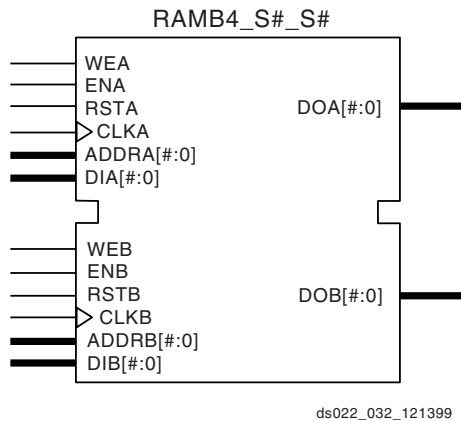 RAMB4_S#_S#
WEA
ENA
RSTA
CLKA
ADDRA[#:0]
DIA[#:0]
DOA[#:0]
WEB
ENB
RSTB
CLKB
ADDRB[#:0]
DIB[#:0]
DOB[#:0]
ds022_032_121399